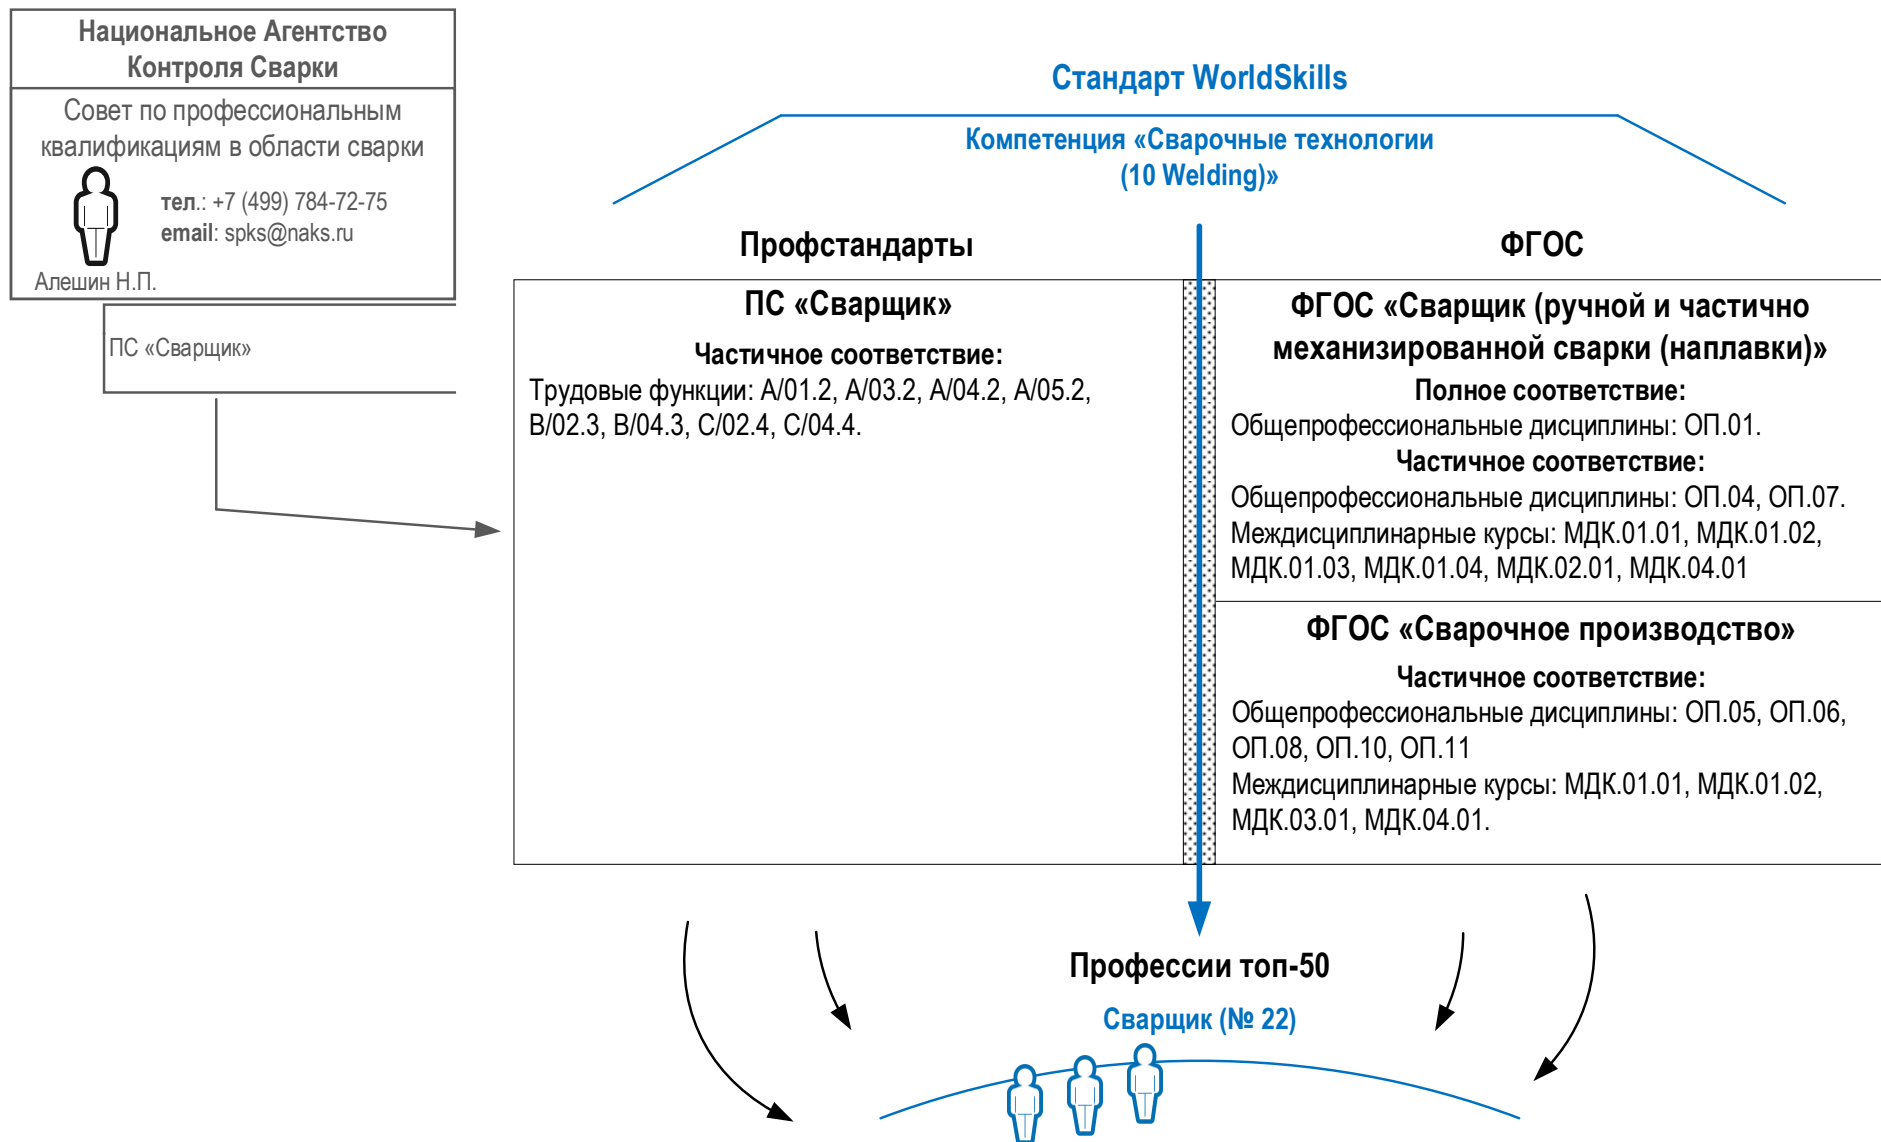 Национальное Агентство
Контроля Сварки
Совет по профессиональным
квалификациям в области сварки
тел.: +7 (499) 784-72-75
email: spks@naks.ru
Алешин Н.П.
ПС «Сварщик»
Стандарт WorldSkills
Компетенция «Сварочные технологии
(10 Welding)»
Профстандарты
ФГОС
ПС «Сварщик»
Частичное соответствие:
Трудовые функции: A/01.2, A/03.2, A/04.2, A/05.2,
B/02.3, B/04.3, C/02.4, C/04.4.
ФГОС «Сварщик (ручной и частично
механизированной сварки (наплавки)»
Полное соответствие:
Общепрофессиональные дисциплины: ОП.01.
Частичное соответствие:
Общепрофессиональные дисциплины: ОП.04, ОП.07.
Междисциплинарные курсы: МДК.01.01, МДК.01.02,
МДК.01.03, МДК.01.04, МДК.02.01, МДК.04.01
ФГОС «Сварочное производство»
Частичное соответствие:
Общепрофессиональные дисциплины: ОП.05, ОП.06,
ОП.08, ОП.10, ОП.11
Междисциплинарные курсы: МДК.01.01, МДК.01.02,
МДК.03.01, МДК.04.01.
Профессии топ-50
Сварщик (№ 22)